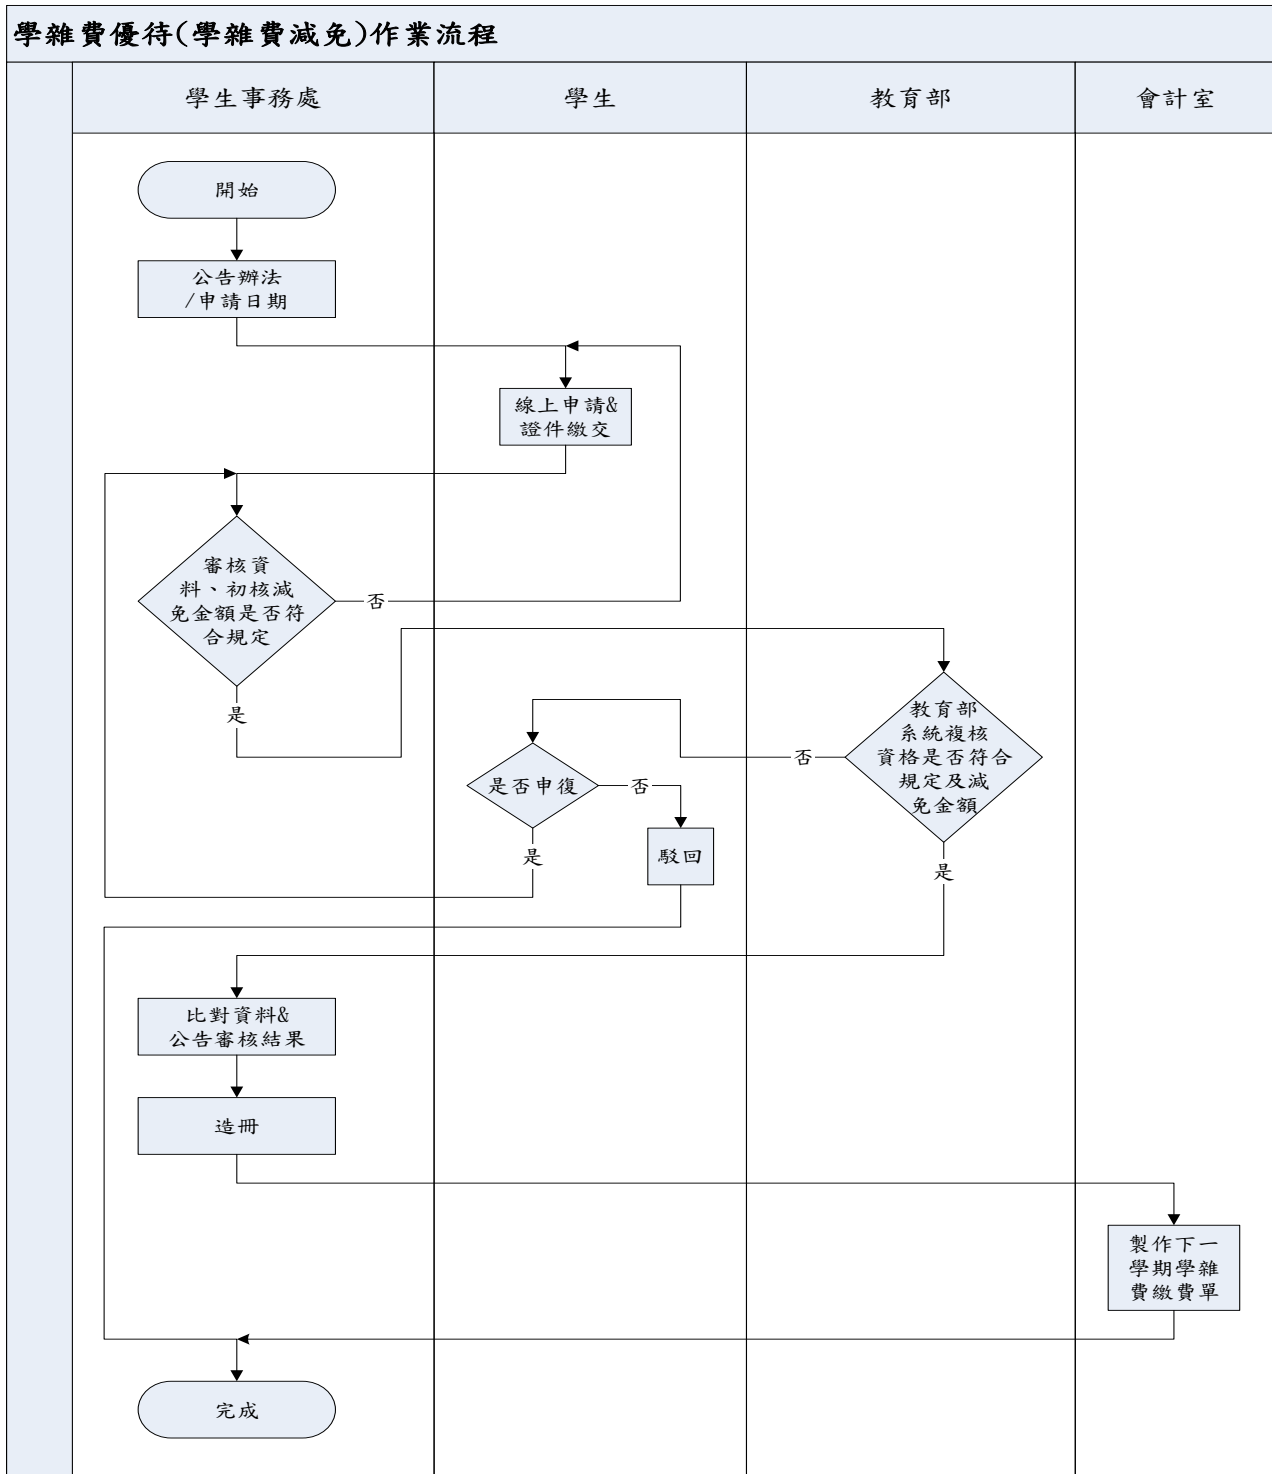 學雜費優待(學雜費減免)作業流程
學生事務處
學生
教育部
會計室
開始
公告辦法
/申請日期
線上申請&
證件繳交
審核資
料、初核減
免金額是否符
合規定
否
是
教育部
系統複核
資格是否符合
規定及減
免金額
否
是否申復
否
是
駁回
是
比對資料&
公告審核結果
造冊
製作下一
學期學雜
費繳費單
完成